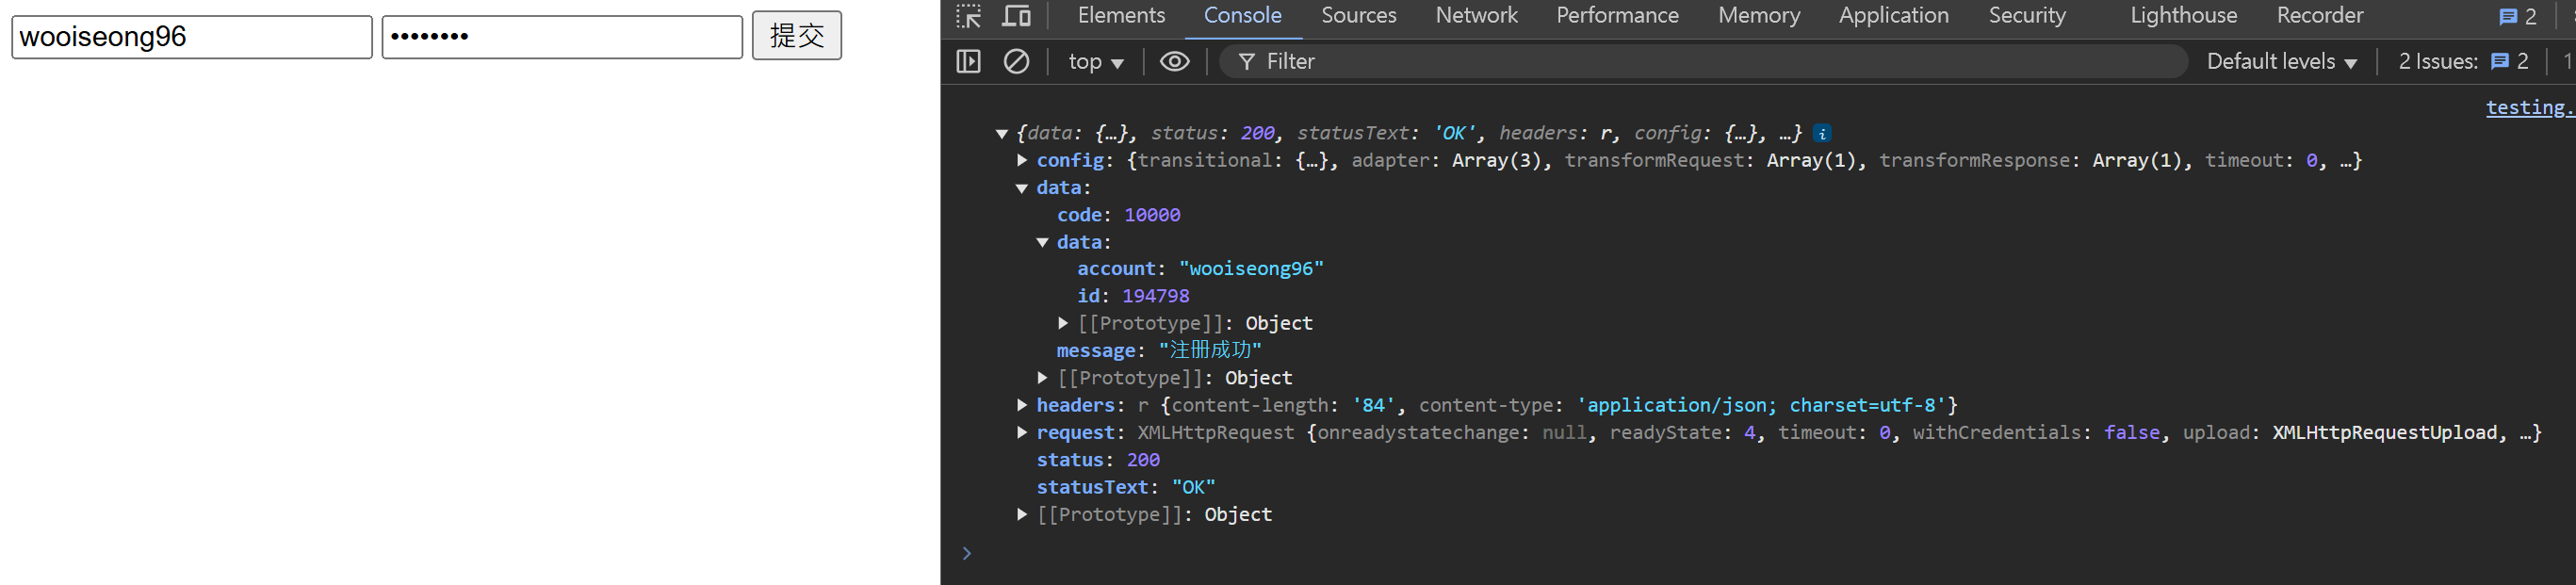 wooiseong96 •••••••• 提交
Elements Console Sources Network Performance Memory Application Security Lighthouse Recorder 2
top Filter Default levels 2 Issues: 2 1
testing.
{data: {…}, status: 200, statusText: 'OK', headers: r, config: {…}, …} i
config: {transitional: {…}, adapter: Array(3), transformRequest: Array(1), transformResponse: Array(1), timeout: 0, …}
data:
code: 10000
data:
account: "wooiseong96"
id: 194798
[[Prototype]]: Object
message: "注册成功"
[[Prototype]]: Object
headers: r {content-length: '84', content-type: 'application/json; charset=utf-8'}
request: XMLHttpRequest {onreadystatechange: null, readyState: 4, timeout: 0, withCredentials: false, upload: XMLHttpRequestUpload, …}
status: 200
statusText: "OK"
[[Prototype]]: Object